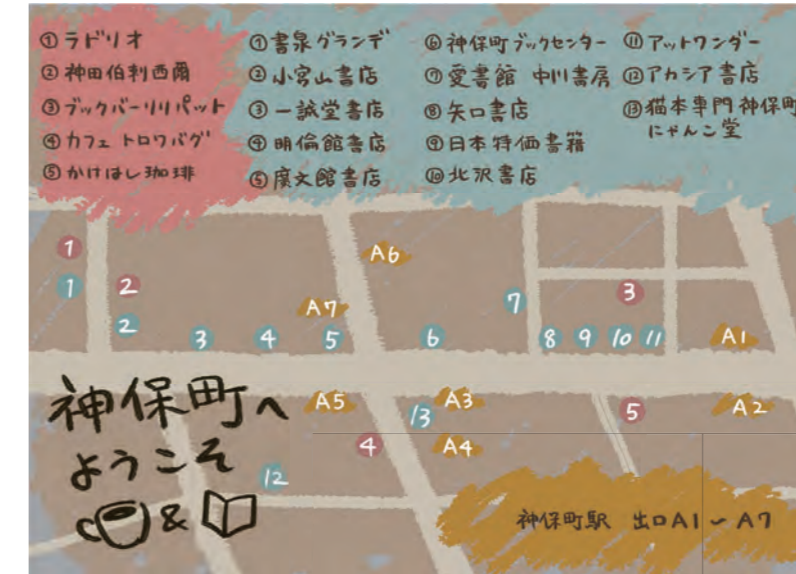 ①ラドリオ
②神田伯剌西爾
③ブックバーリリパット
④カフェ トロワバグ
⑤かけはし珈琲
①書泉グランデ
②小宮山書店
③一誠堂書店
④明倫館書店
⑤廣文館書店
⑥神保町ブックセンター
⑦愛書館 中川書房
⑧矢口書店
⑨日本特価書籍
⑩北沢書店
⑪アットワンダー
⑫アカシア書店
⑬猫本専門 神保町
にゃんこ堂
1
1
2
2
3
4
A7
5
A6
6
7
3
8 9 10 11
A1
神保町へ
ようこそ
&
A5
13
A3
4
A4
12
5
A2
神保町駅 出口A1~A7